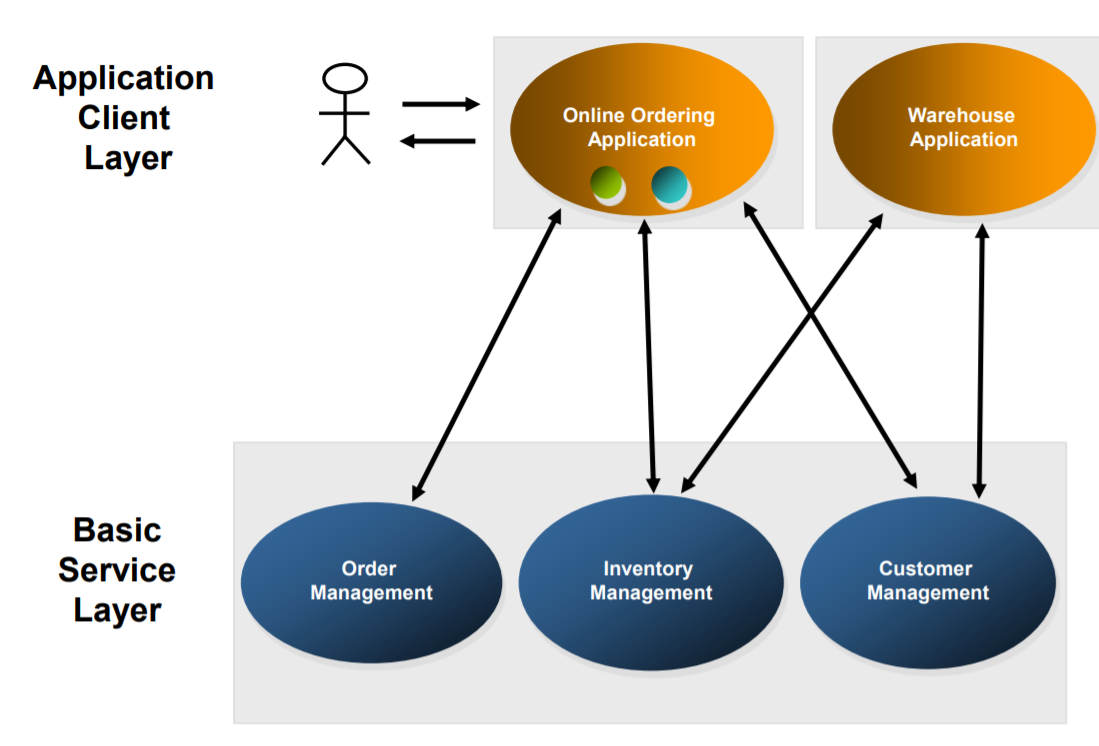 Application
Client
Layer
Online Ordering
Application
Warehouse
Application
Basic
Service
Layer
Order
Management
Inventory
Management
Customer
Management